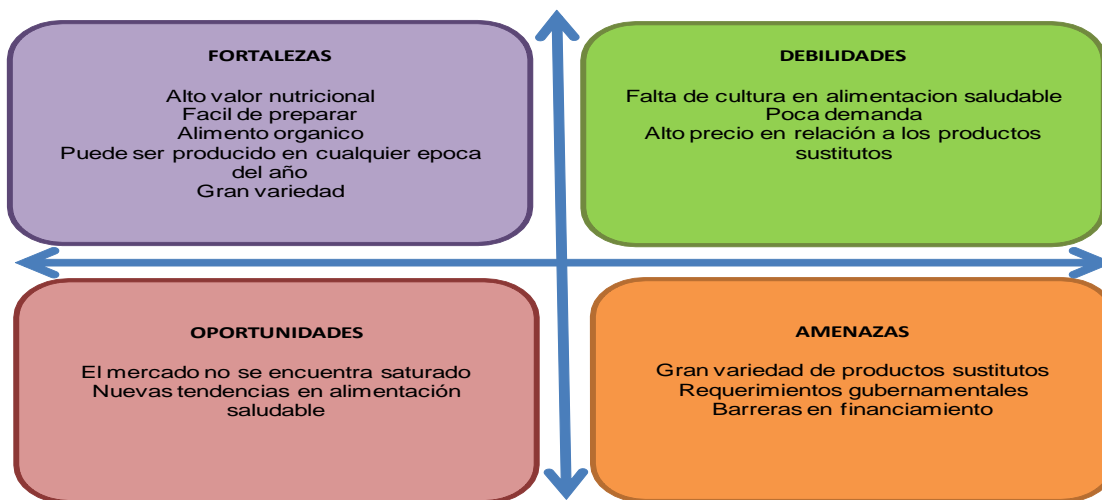 FORTALEZAS
Alto valor nutricional
Facil de preparar
Alimento organico
Puede ser producido en cualquier epoca
del año
Gran variedad
DEBILIDADES
Falta de cultura en alimentacion saludable
Poca demanda
Alto precio en relación a los productos
sustitutos
OPORTUNIDADES
El mercado no se encuentra saturado
Nuevas tendencias en alimentación
saludable
AMENAZAS
Gran variedad de productos sustitutos
Requerimientos gubernamentales
Barreras en financiamiento